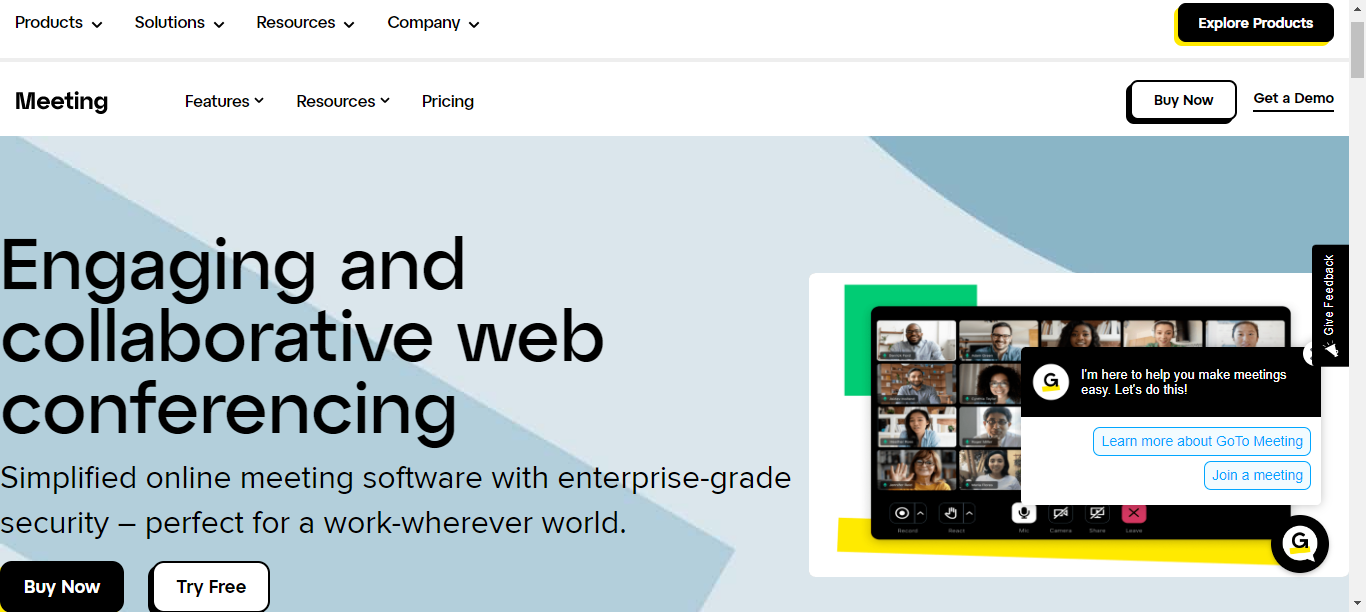 Products
Solutions
Resources
Company
Explore Products
Meeting
Features
Resources
Pricing
Buy Now
Get a Demo
Engaging and
collaborative web
conferencing
Simplified online meeting software with enterprise-grade
security – perfect for a work-wherever world.
Buy Now
Try Free
Give Feedback
G
I'm here to help you make meetings
easy. Let's do this!
Learn more about GoTo Meeting
Join a meeting
Record
React
Mic
Camera
Share
Leave
G